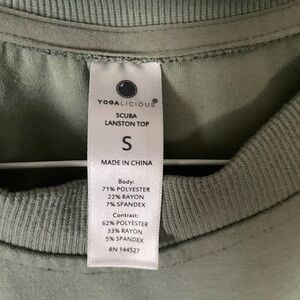 YOGALICIOUS®
SCUBA
LANSTON TOP
S
MADE IN CHINA
Body:
71% POLYESTER
22% RAYON
7% SPANDEX
Contrast:
62% POLYESTER
33% RAYON
5% SPANDEX
RN 144527